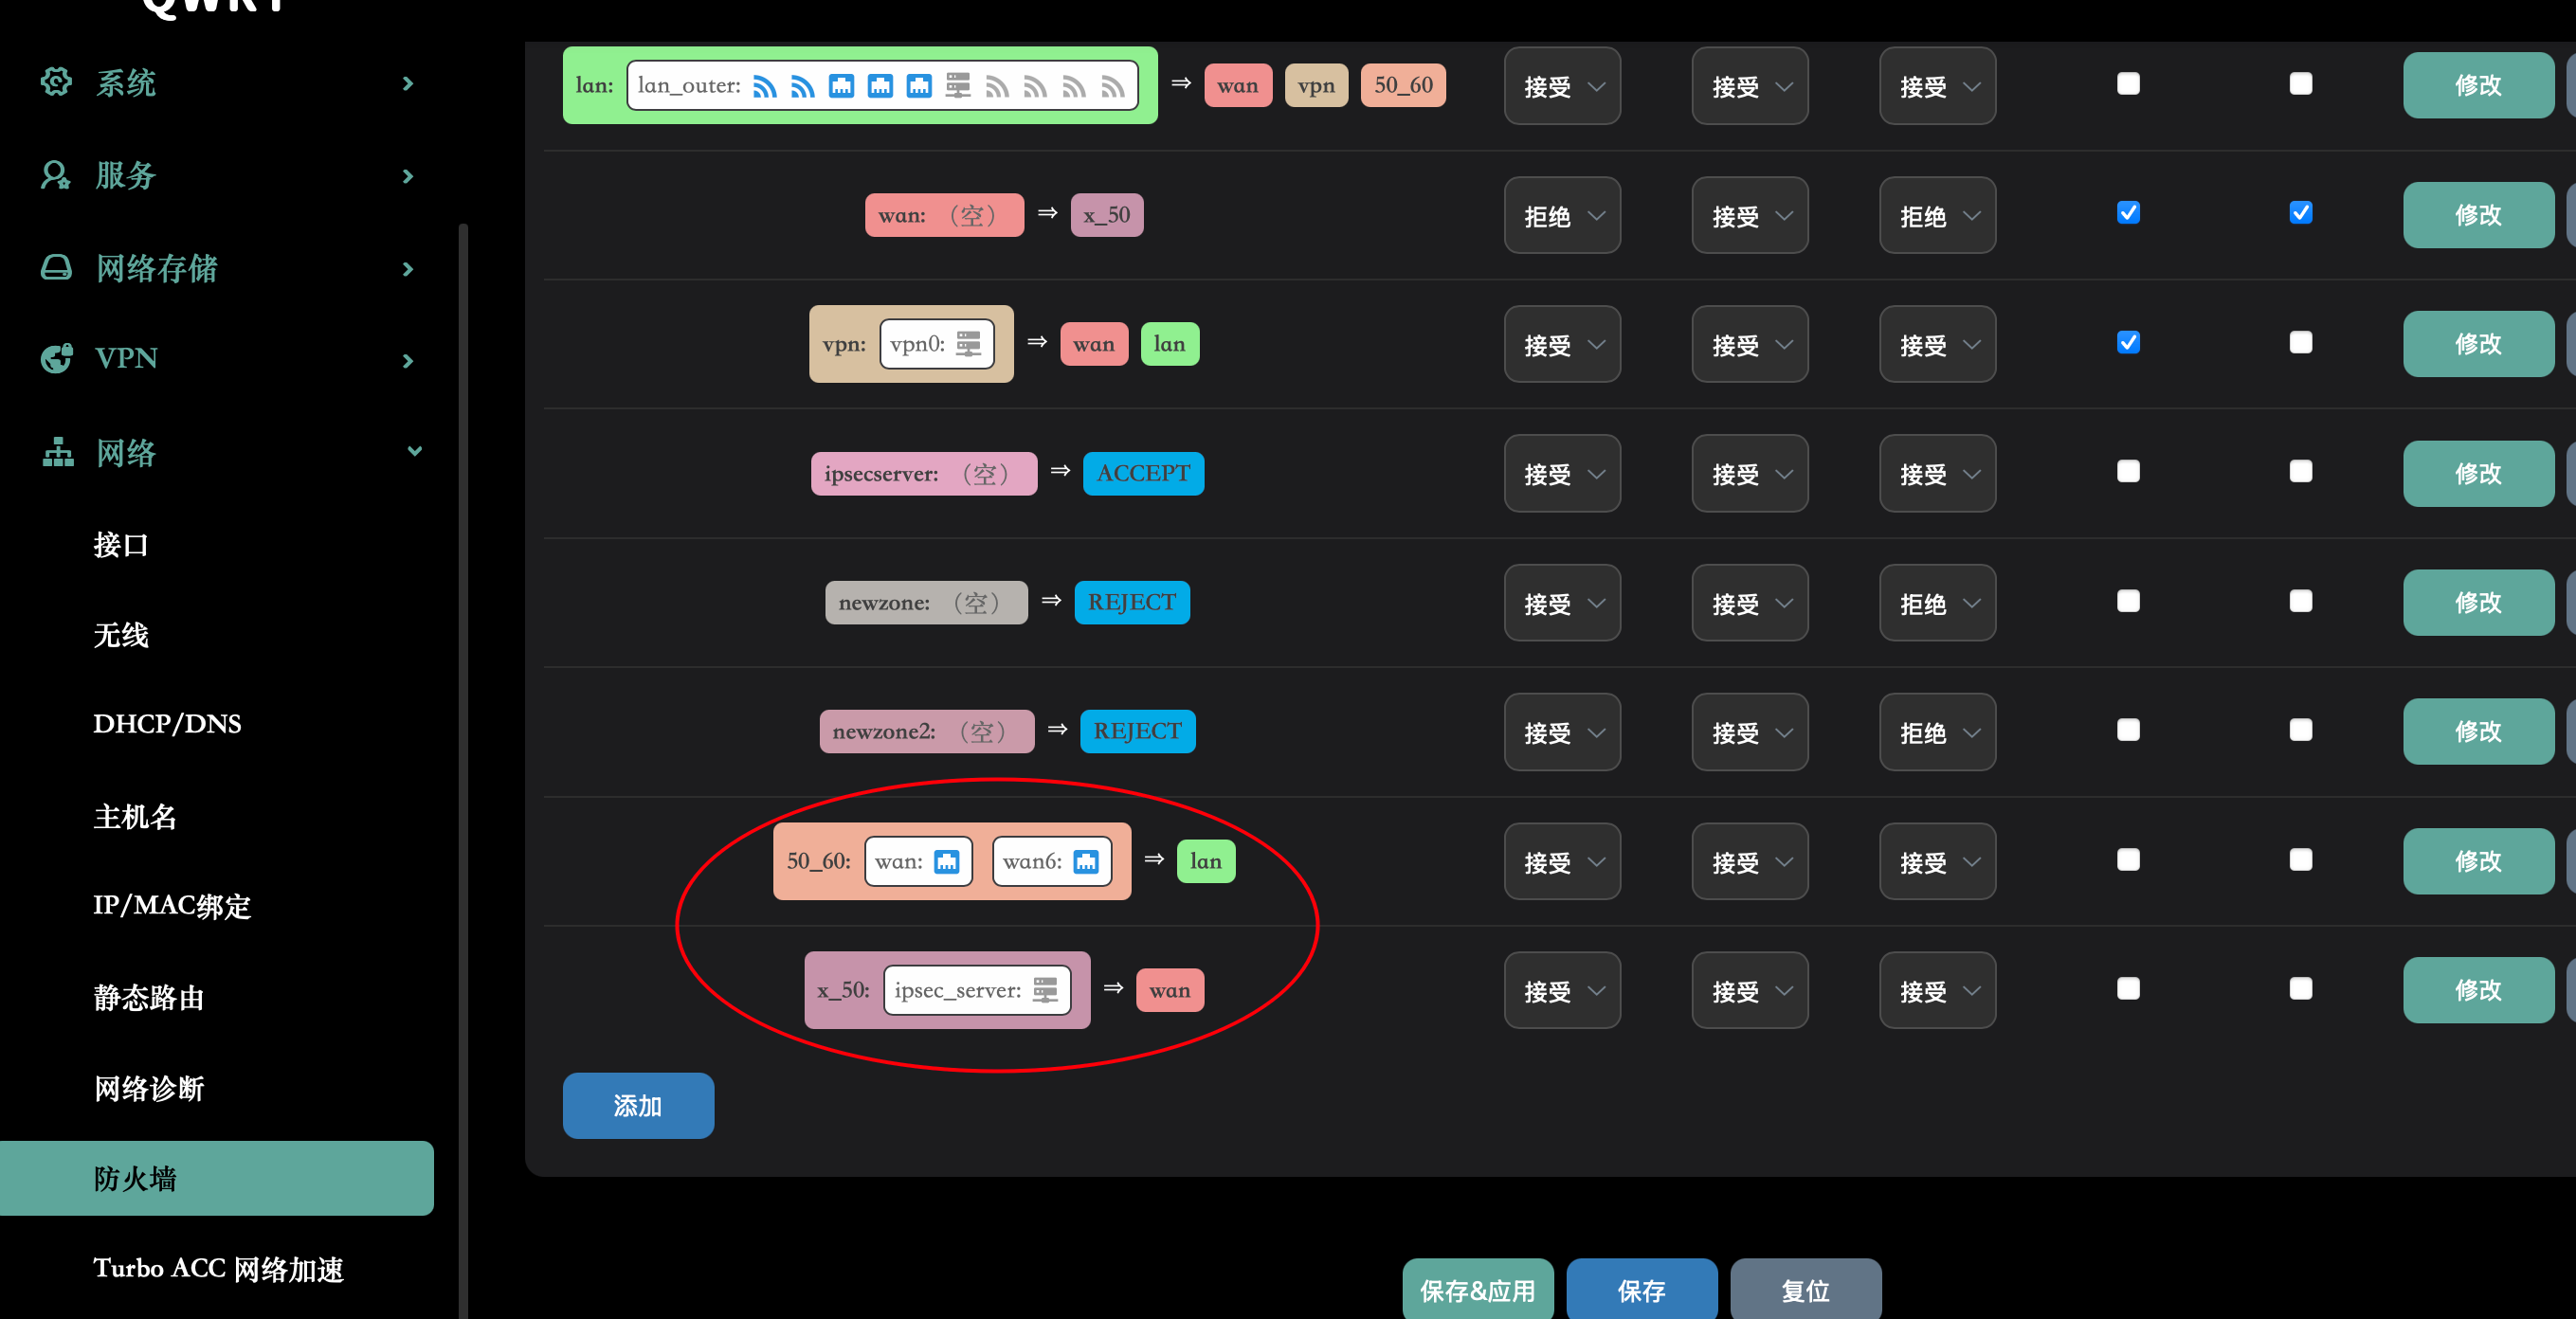 系统
服务
网络存储
VPN
网络
接口
无线
DHCP/DNS
主机名
IP/MAC绑定
静态路由
网络诊断
防火墙
Turbo ACC 网络加速
lan: lan_outer: ⇒ wan vpn 50_60 接受 接受 接受 修改
wan: （空） ⇒ x_50 拒绝 接受 拒绝 修改
vpn: vpn0: ⇒ wan lan 接受 接受 接受 修改
ipsecserver: （空） ⇒ ACCEPT 接受 接受 接受 修改
newzone: （空） ⇒ REJECT 接受 接受 拒绝 修改
newzone2: （空） ⇒ REJECT 接受 接受 拒绝 修改
50_60: wan: wan6: ⇒ lan 接受 接受 接受 修改
x_50: ipsec_server: ⇒ wan 接受 接受 接受 修改
添加
保存&应用 保存 复位